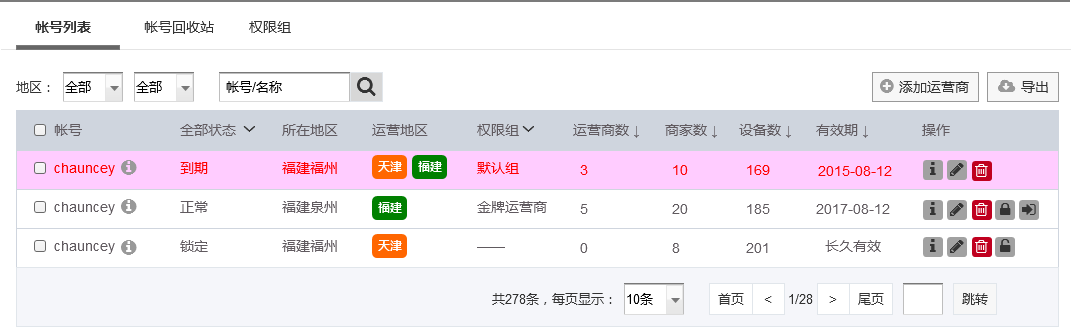 帐号列表 帐号回收站 权限组
地区： 全部 全部 帐号/名称 添加运营商 导出
帐号 全部状态 所在地区 运营地区 权限组 运营商数↓ 商家数↓ 设备数↓ 有效期↓ 操作
chauncey 到期 福建福州 天津 福建 默认组 3 10 169 2015-08-12
chauncey 正常 福建泉州 福建 金牌运营商 5 20 185 2017-08-12
chauncey 锁定 福建福州 天津 —— 0 8 201 长久有效
共278条，每页显示： 10条 首页 < 1/28 > 尾页 跳转